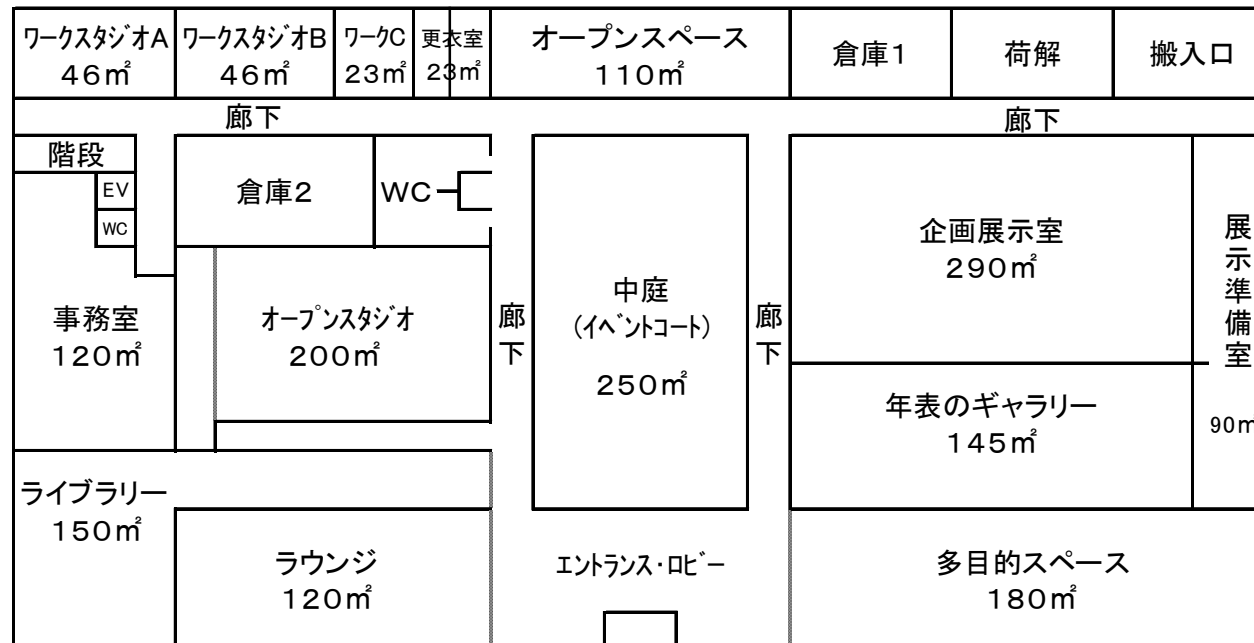 ワークスタジオA
46㎡
ワークスタジオB
46㎡
ワークC
23㎡
更衣室
23㎡
オープンスペース
110㎡
倉庫1
荷解
搬入口
廊下
廊下
階段
EV
WC
倉庫2
WC
事務室
120㎡
オープンスタジオ
200㎡
廊下
中庭
(イベントコート)
250㎡
廊下
企画展示室
290㎡
展示準備室
90㎡
年表のギャラリー
145㎡
ライブラリー
150㎡
ラウンジ
120㎡
エントランス・ロビー
多目的スペース
180㎡